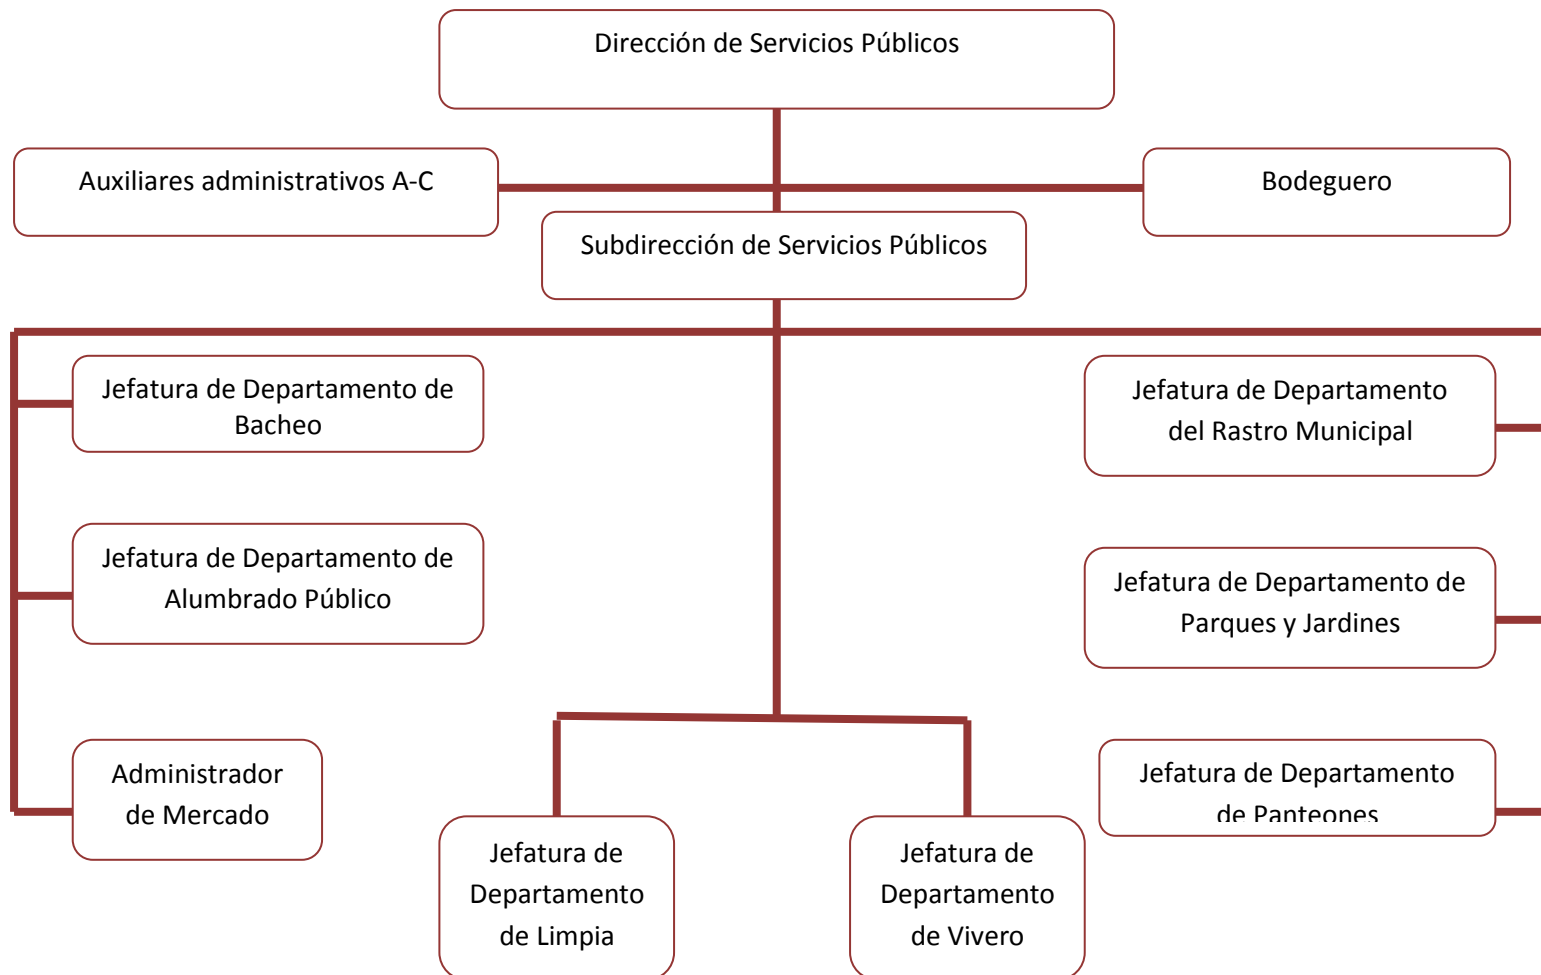 Dirección de Servicios Públicos
Auxiliares administrativos A-C
Bodeguero
Subdirección de Servicios Públicos
Jefatura de Departamento de
Bacheo
Jefatura de Departamento
del Rastro Municipal
Jefatura de Departamento de
Alumbrado Público
Jefatura de Departamento de
Parques y Jardines
Administrador
de Mercado
Jefatura de Departamento
de Panteones
Jefatura de
Departamento
de Limpia
Jefatura de
Departamento
de Vivero